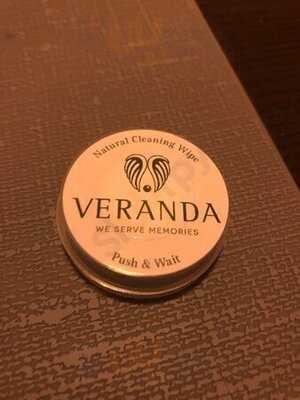 Natural Cleaning Wipe
VERANDA
WE SERVE MEMORIES
Push & Wait